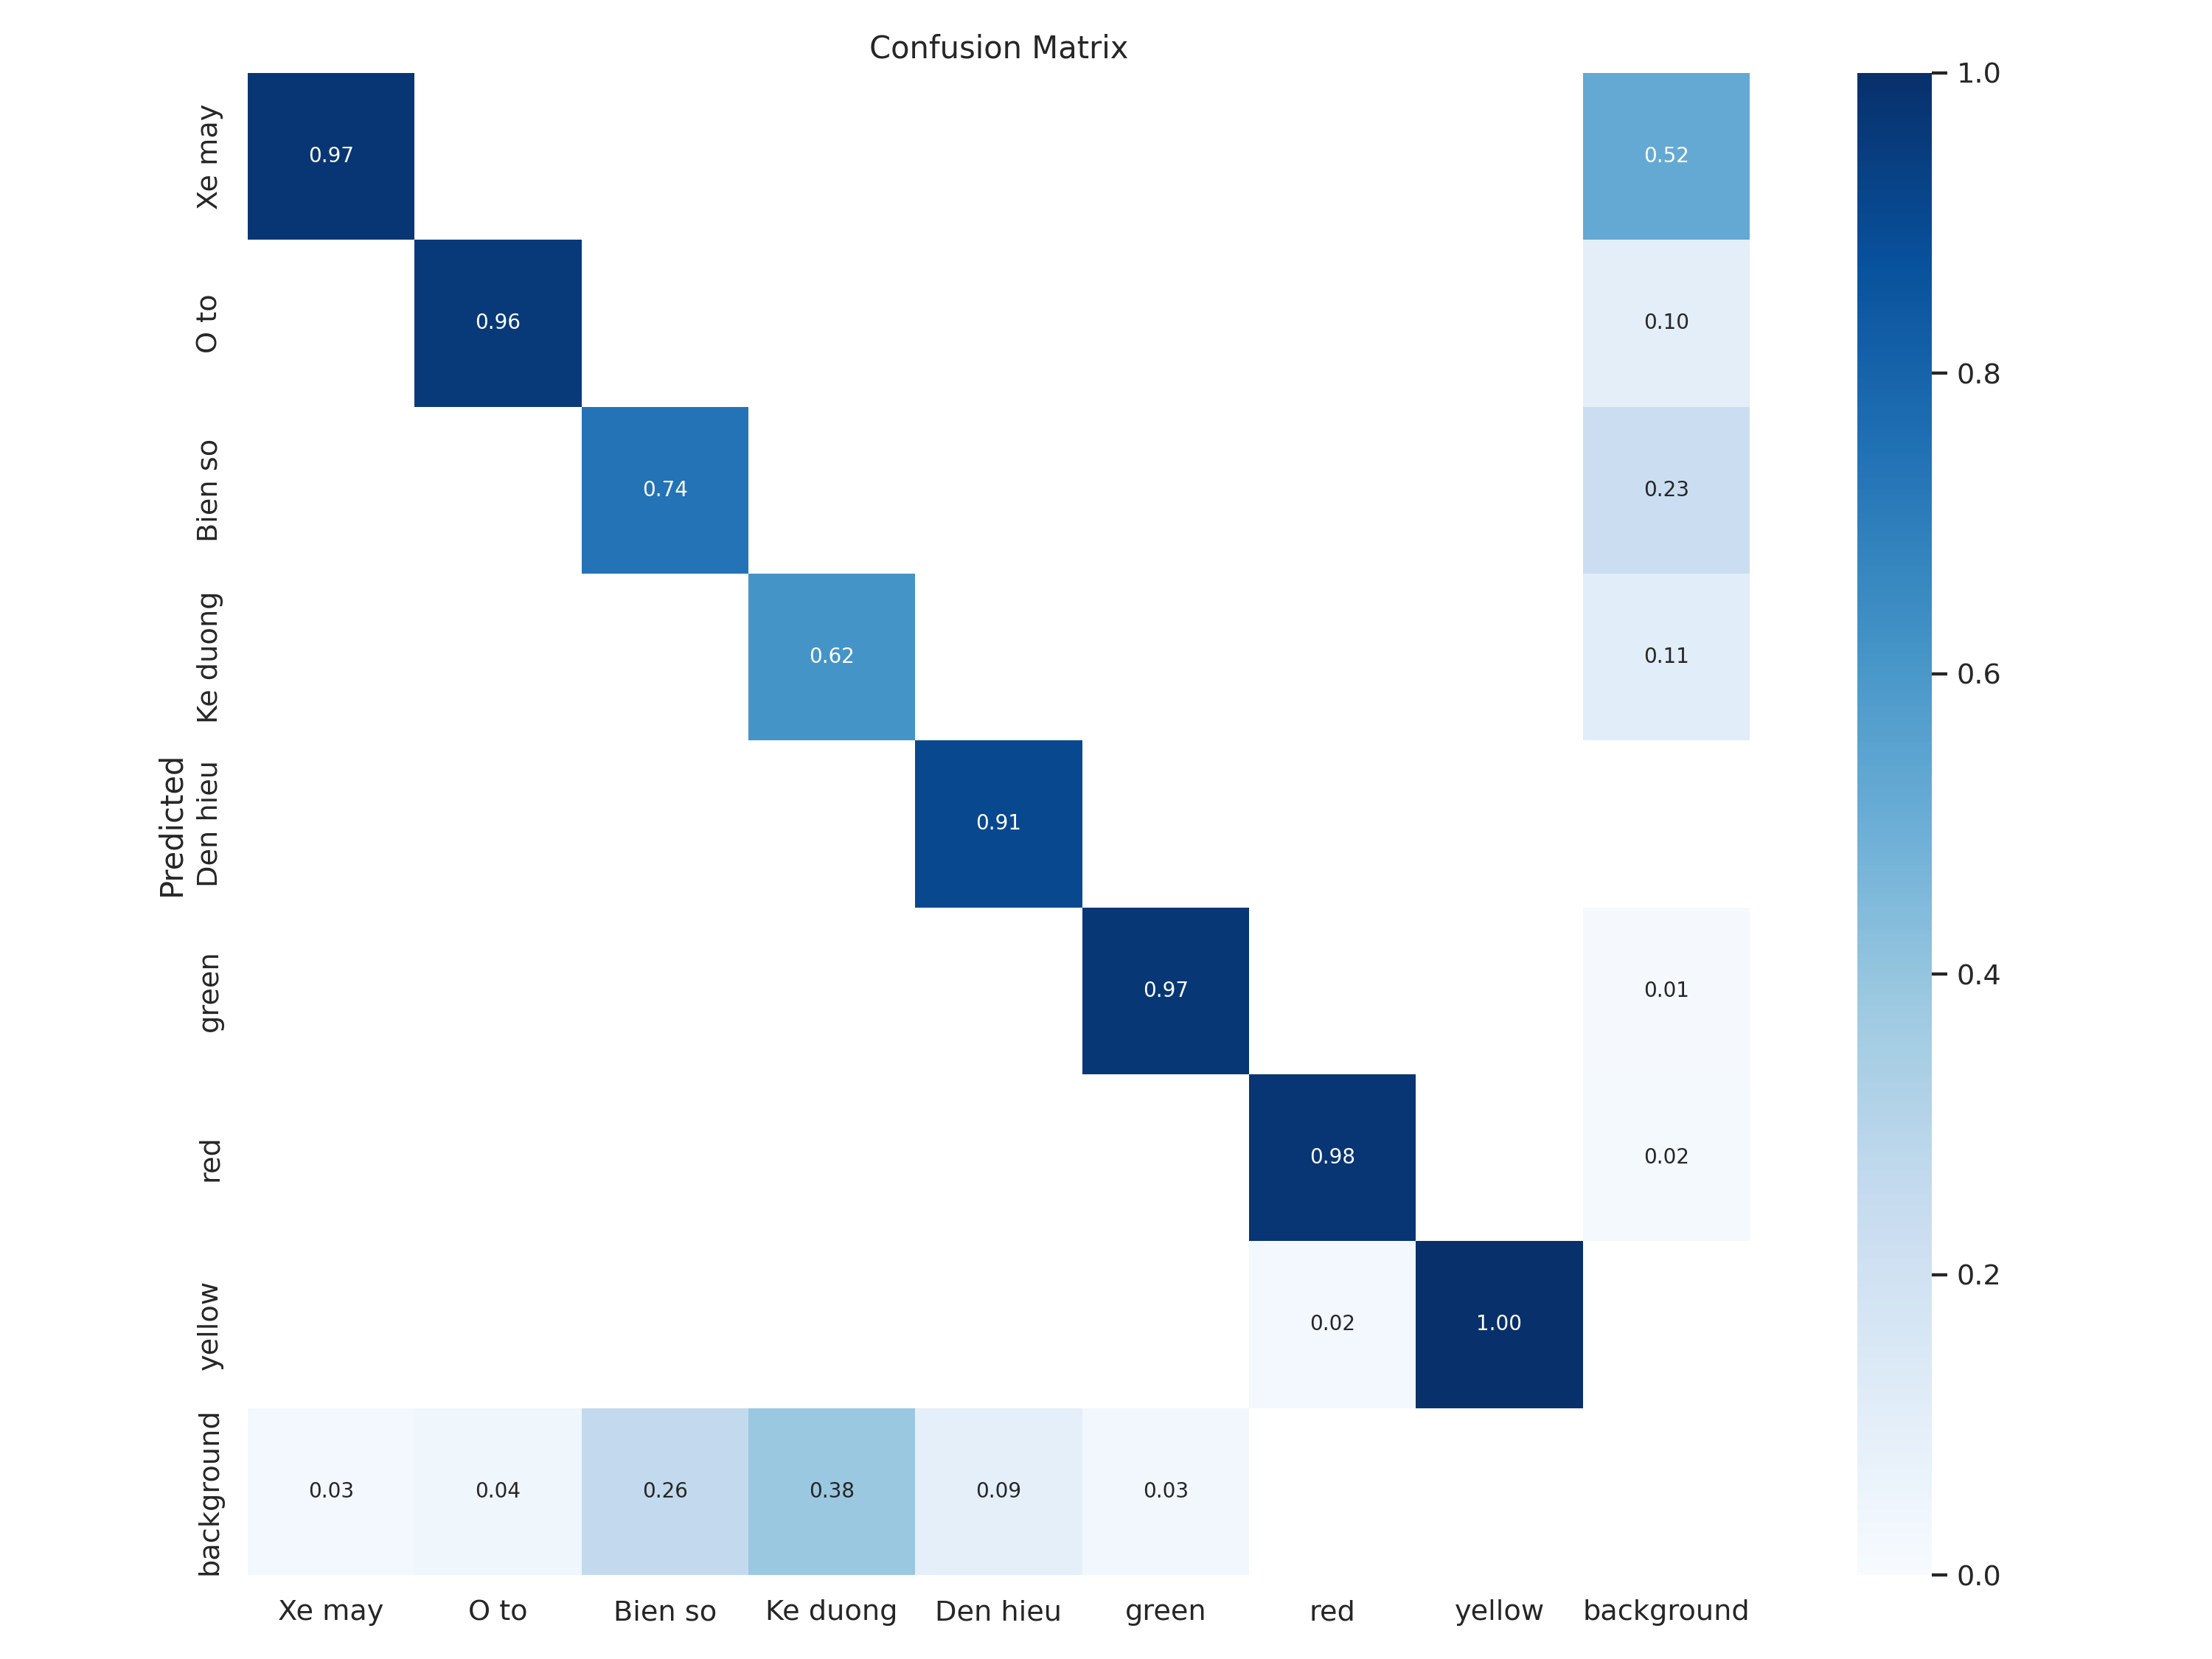 Confusion Matrix
Predicted
Xe may 0.97 0.52
O to 0.96 0.10
Bien so 0.74 0.23
Ke duong 0.62 0.11
Den hieu 0.91
green 0.97 0.01
red 0.98 0.02
yellow 0.02 1.00
background 0.03 0.04 0.26 0.38 0.09 0.03
Xe may O to Bien so Ke duong Den hieu green red yellow background
1.0
0.8
0.6
0.4
0.2
0.0